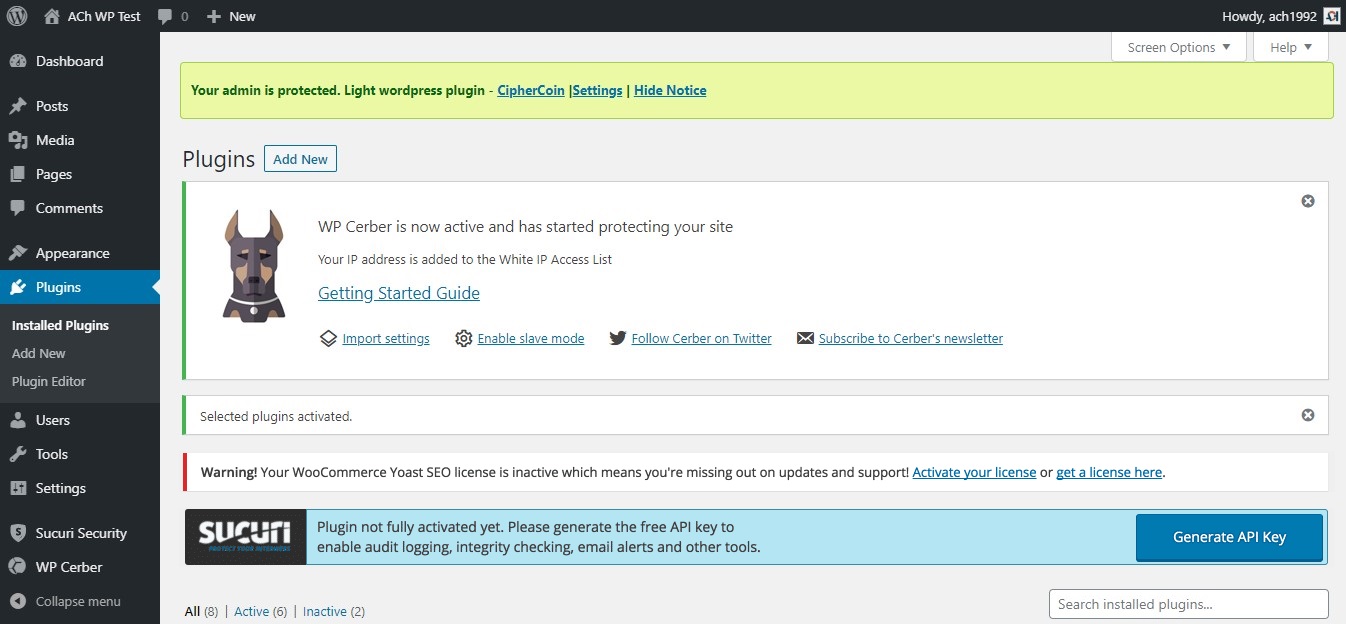 ACh WP Test 0 New Howdy, ach1992
Screen Options Help
Dashboard
Posts
Media
Pages
Comments
Appearance
Plugins
Installed Plugins
Add New
Plugin Editor
Users
Tools
Settings
Sucuri Security
WP Cerber
Collapse menu
Your admin is protected. Light wordpress plugin - CipherCoin |Settings | Hide Notice
Plugins Add New
WP Cerber is now active and has started protecting your site
Your IP address is added to the White IP Access List
Getting Started Guide
Import settings Enable slave mode Follow Cerber on Twitter Subscribe to Cerber's newsletter
Selected plugins activated.
Warning! Your WooCommerce Yoast SEO license is inactive which means you're missing out on updates and support! Activate your license or get a license here.
SUCURI
PROTECT YOUR INTERWEBS
Plugin not fully activated yet. Please generate the free API key to
enable audit logging, integrity checking, email alerts and other tools.
Generate API Key
All (8) | Active (6) | Inactive (2)
Search installed plugins...